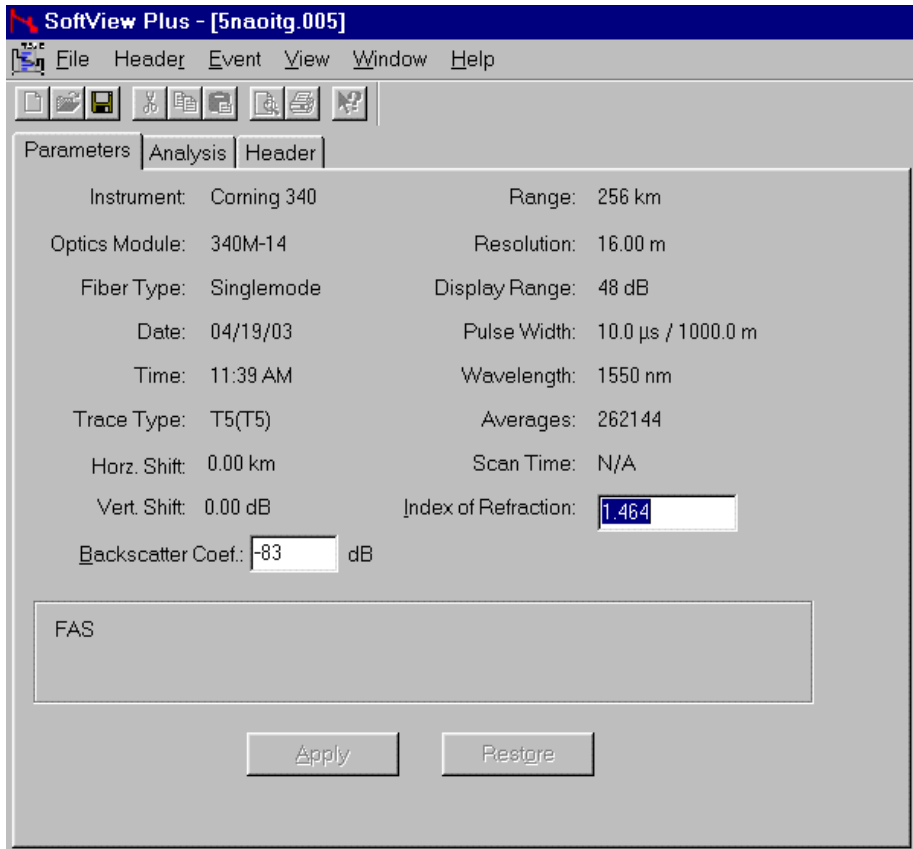 SoftView Plus - [5naoitg.005]
File Header Event View Window Help
Parameters Analysis Header
Instrument: Corning 340
Optics Module: 340M-14
Fiber Type: Singlemode
Date: 04/19/03
Time: 11:39 AM
Trace Type: T5(T5)
Horz. Shift: 0.00 km
Vert. Shift: 0.00 dB
Backscatter Coef.: -83 dB
Range: 256 km
Resolution: 16.00 m
Display Range: 48 dB
Pulse Width: 10.0 µs / 1000.0 m
Wavelength: 1550 nm
Averages: 262144
Scan Time: N/A
Index of Refraction: 1.464
FAS
Apply Restore